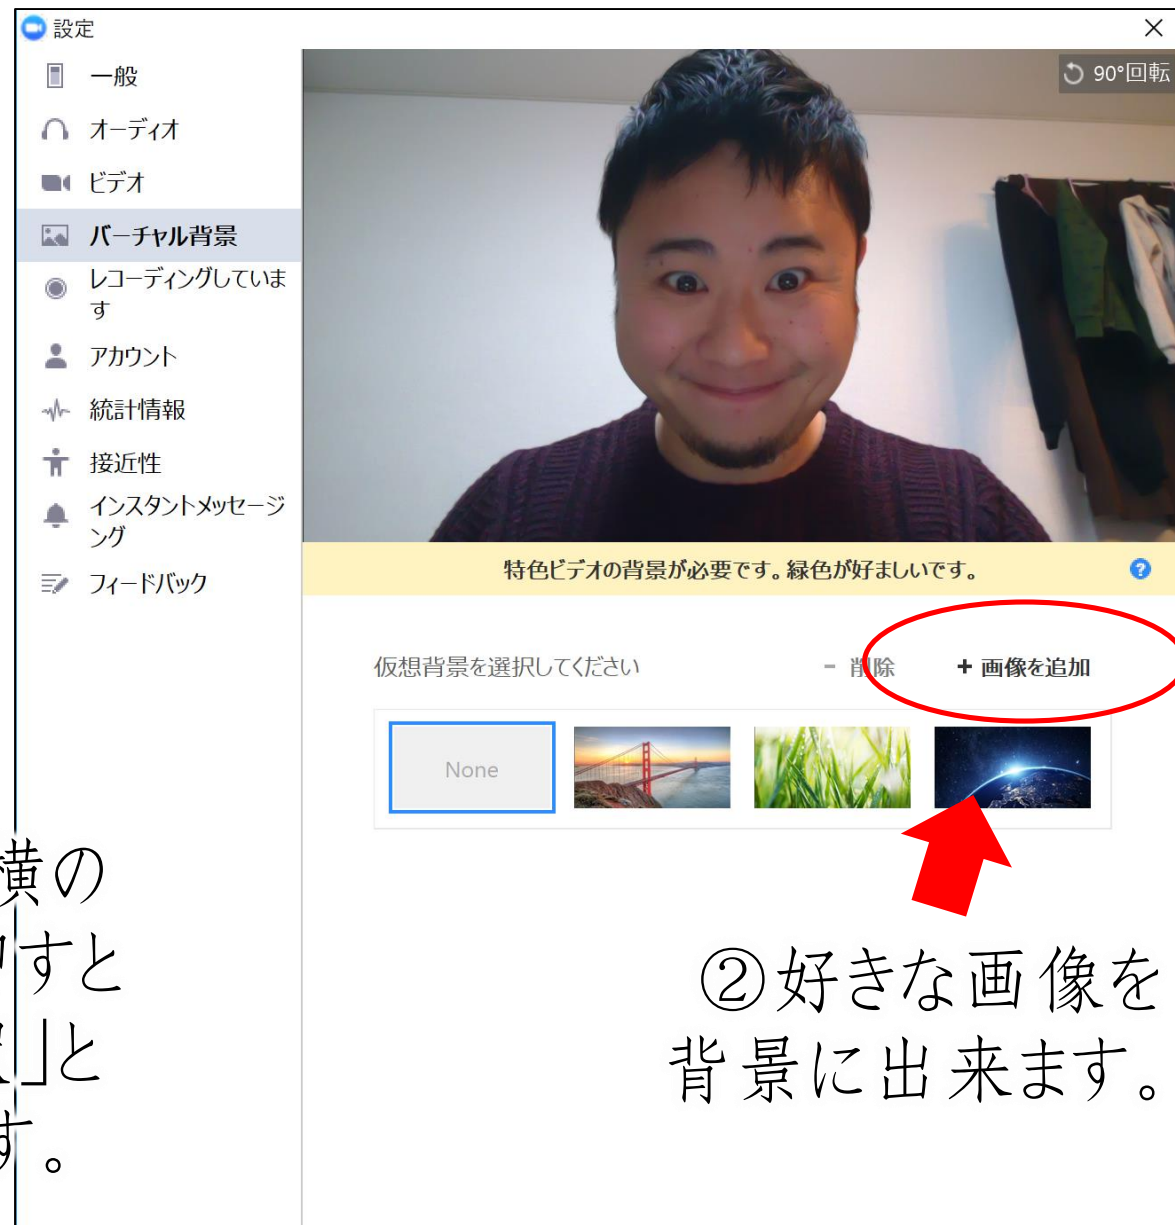 設定
90°回転
一般
オーディオ
ビデオ
バーチャル背景
レコーディングしていま
す
アカウント
統計情報
接近性
インスタントメッセージ
ング
フィードバック
特色ビデオの背景が必要です。緑色が好ましいです。
仮想背景を選択してください
- 削除
+ 画像を追加
None
横の
すと
」と
す。
②好きな画像を
背景に出来ます。